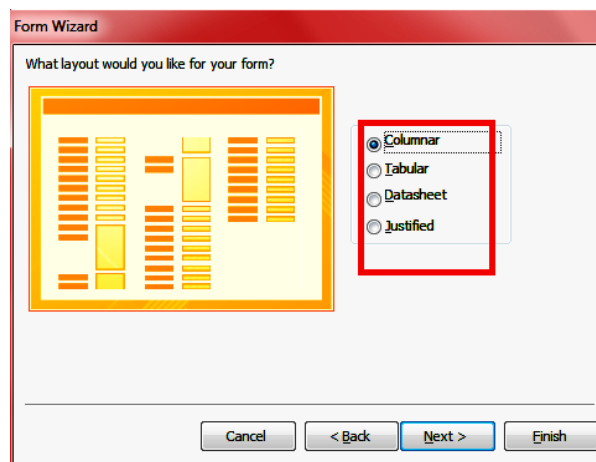 Form Wizard
What layout would you like for your form?
Columnar
Tabular
Datasheet
Justified
Cancel
< Back
Next >
Finish